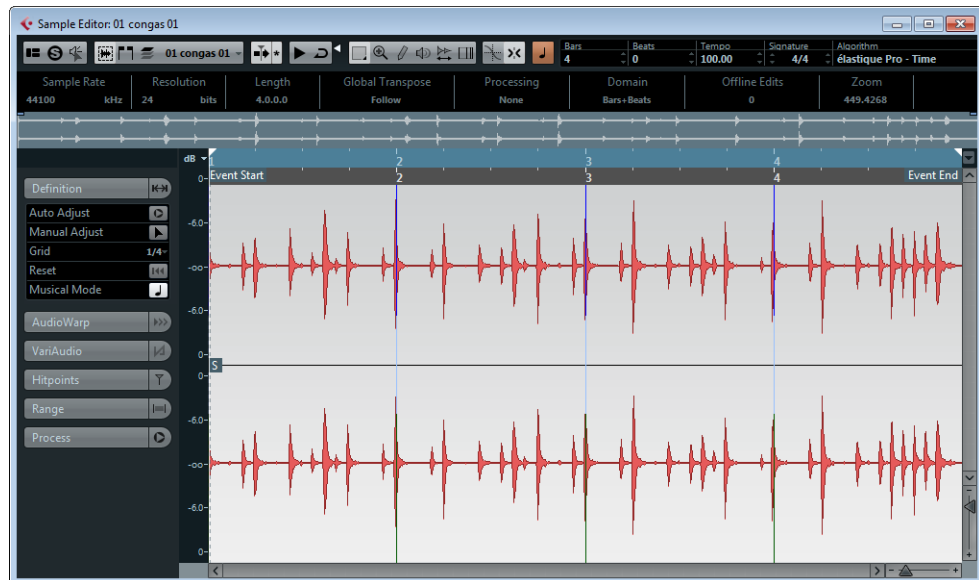 Sample Editor: 01 congas 01
01 congas 01
Bars Beats Tempo Signature Algorithm
4 0 100.00 4/4 élastique Pro - Time
Sample Rate Resolution Length Global Transpose Processing Domain Offline Edits Zoom
44100 kHz 24 bits 4.0.0.0 Follow None Bars+Beats 0 449.4268
dB 1 2 3 4
Event Start 2 3 4 Event End
Definition
Auto Adjust
Manual Adjust
Grid 1/4
Reset
Musical Mode
AudioWarp
VariAudio
Hitpoints
Range
Process
0
-6.0
-oo
-6.0
0
S
0
-6.0
-oo
-6.0
0